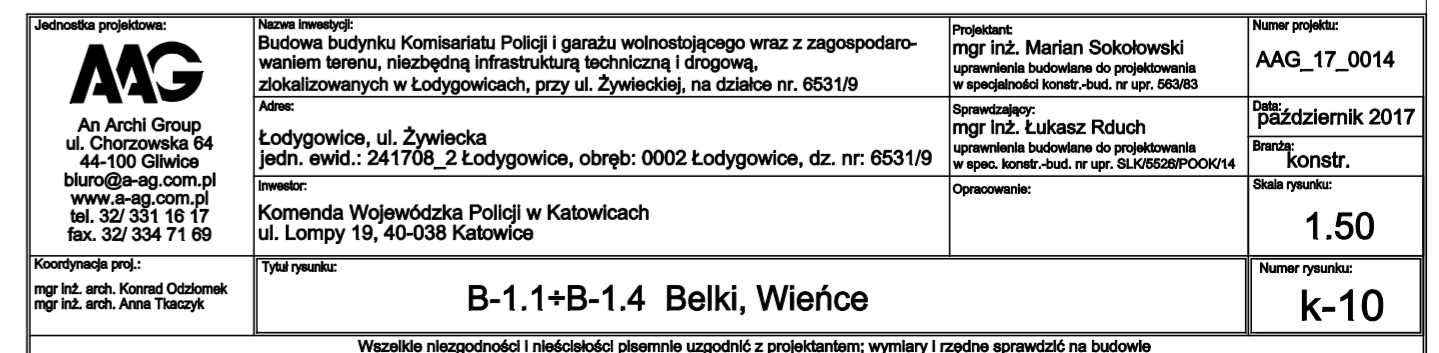 Jednostka projektowa:
AAG
An Archi Group
ul. Chorzowska 64
44-100 Gliwice
biuro@a-ag.com.pl
www.a-ag.com.pl
tel. 32/ 331 16 17
fax. 32/ 334 71 69
Nazwa inwestycji:
Budowa budynku Komisariatu Policji i garażu wolnostojącego wraz z zagospodaro-
waniem terenu, niezbędną infrastrukturą techniczną i drogową,
zlokalizowanych w Łodygowicach, przy ul. Żywieckiej, na działce nr. 6531/9
Adres:
Łodygowice, ul. Żywiecka
jedn. ewid.: 241708_2 Łodygowice, obręb: 0002 Łodygowice, dz. nr: 6531/9
Inwestor:
Komenda Wojewódzka Policji w Katowicach
ul. Lompy 19, 40-038 Katowice
Projektant:
mgr inż. Marian Sokołowski
uprawnienia budowlane do projektowania
w specjalności konstr.-bud. nr upr. 563/83
Sprawdzający:
mgr inż. Łukasz Rduch
uprawnienia budowlane do projektowania
w spec. konstr.-bud. nr upr. SLK/5526/POOK/14
Opracowanie:
Numer projektu:
AAG_17_0014
Data:
październik 2017
Branża:
konstr.
Skala rysunku:
1.50
Koordynacja proj.:
mgr inż. arch. Konrad Odziomek
mgr inż. arch. Anna Tkaczyk
Tytuł rysunku:
B-1.1÷B-1.4 Belki, Wieńce
Numer rysunku:
k-10
Wszelkie niezgodności i nieścisłości pisemnie uzgodnić z projektantem; wymiary i rzędne sprawdzić na budowie